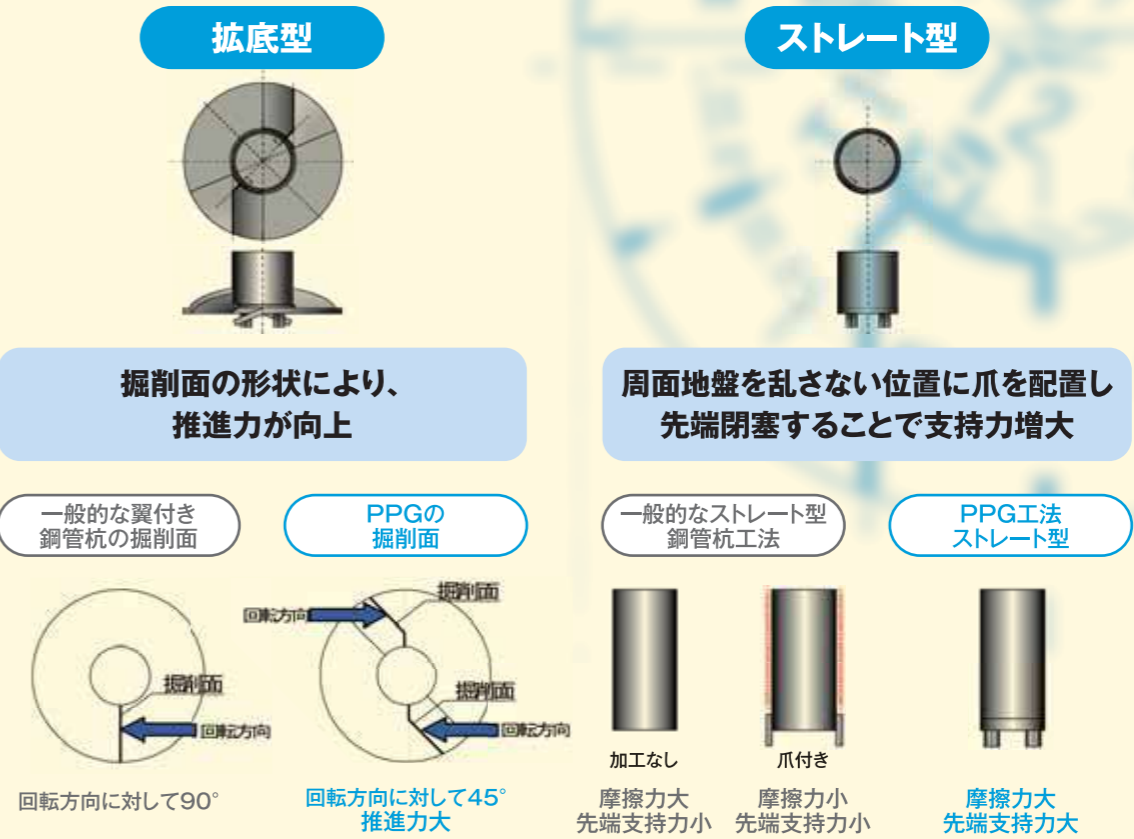 拡底型
掘削面の形状により、
推進力が向上
一般的な翼付き
鋼管杭の掘削面
PPGの
掘削面
掘削面
回転方向
回転方向に対して90°
掘削面
回転方向
掘削面
回転方向
回転方向に対して45°
推進力大
ストレート型
周面地盤を乱さない位置に爪を配置し
先端閉塞することで支持力増大
一般的なストレート型
鋼管杭工法
PPG工法
ストレート型
加工なし
摩擦力大
先端支持力小
爪付き
摩擦力小
先端支持力小
摩擦力大
先端支持力大